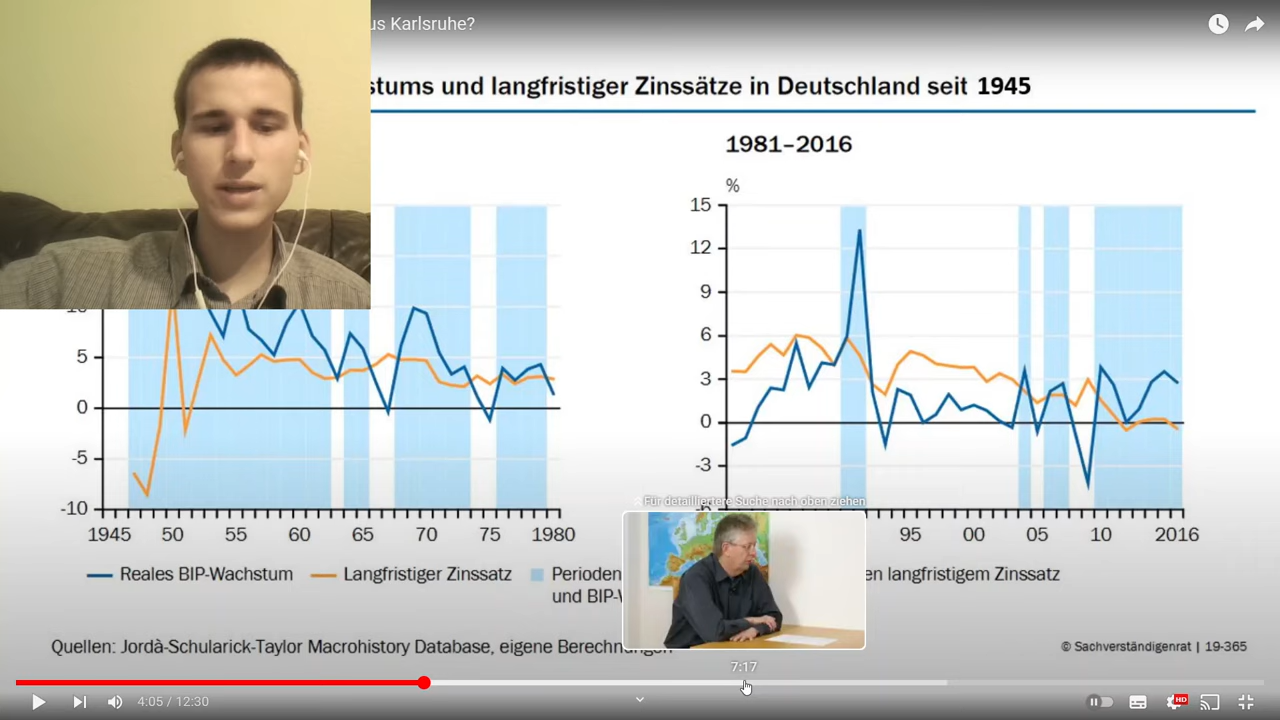 us Karlsruhe?
stums und langfristiger Zinssätze in Deutschland seit 1945
1981–2016
%
15
12
9
6
3
0
-3
5
0
-5
-10
1945 50 55 60 65 70 75 1980
95 00 05 10 2016
Für detailliertere Suche nach oben ziehen
Reales BIP-Wachstum Langfristiger Zinssatz Perioden
en langfristigem Zinssatz
und BIP-
Quellen: Jordà-Schularick-Taylor Macrohistory Database, eigene Berechnungen
© Sachverständigenrat | 19-365
7:17
4:05 / 12:30
HD